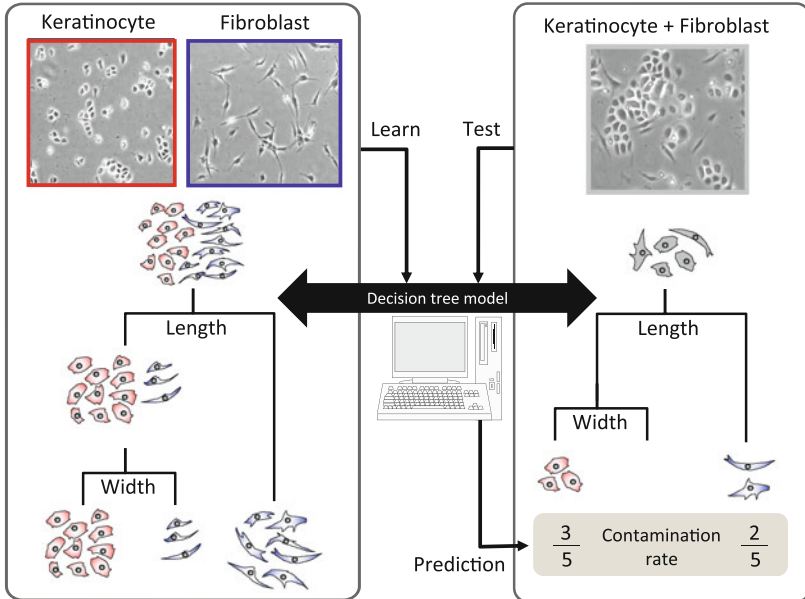 Keratinocyte
Fibroblast
Keratinocyte + Fibroblast
Learn
Test
Decision tree model
Length
Length
Width
Width
Prediction
3
5
Contamination
rate
2
5